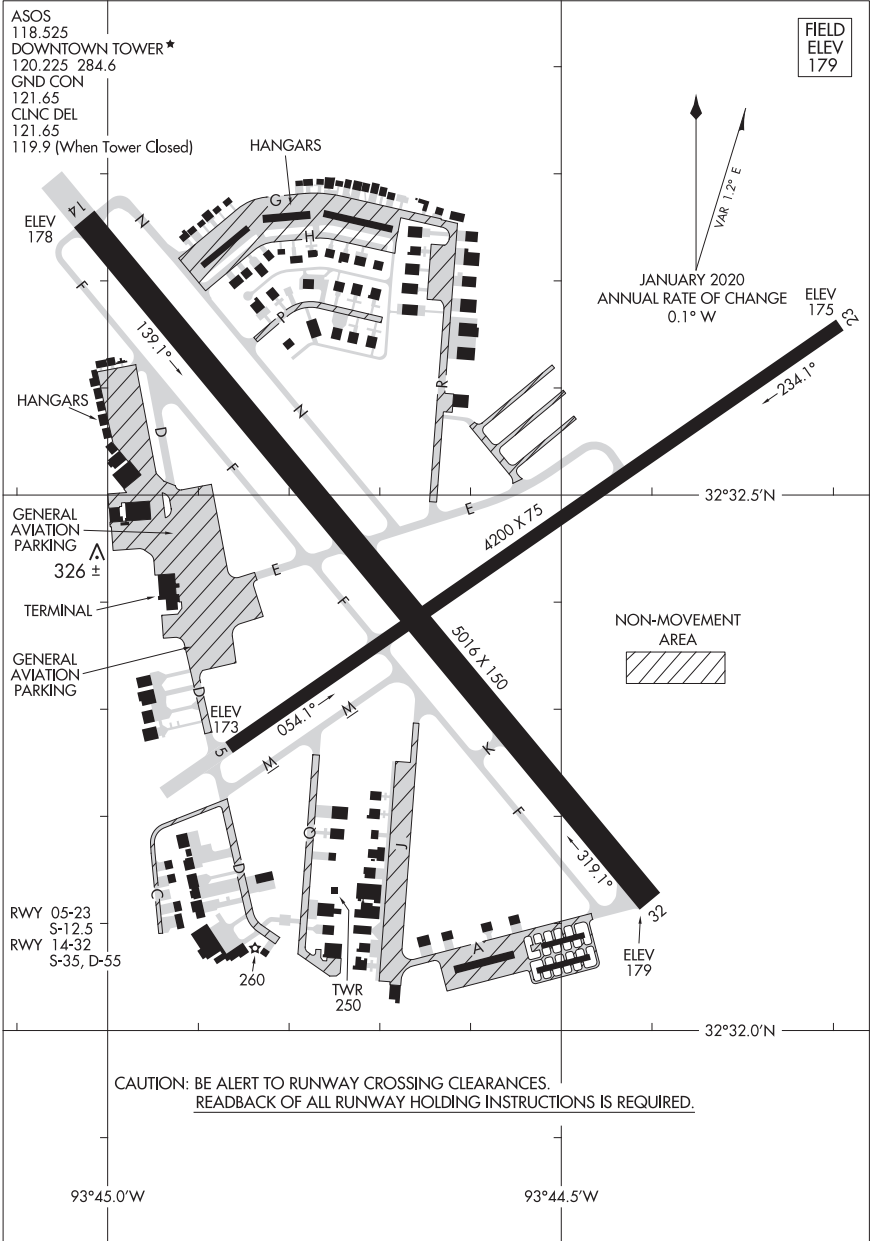 ASOS
118.525
DOWNTOWN TOWER★
120.225 284.6
GND CON
121.65
CLNC DEL
121.65
119.9 (When Tower Closed)
FIELD
ELEV
179
HANGARS
VAR 1.2° E
JANUARY 2020
ANNUAL RATE OF CHANGE
0.1° W
14
ELEV
178
N
G
H
P
F
139.1°
ELEV
175
23
234.1°
HANGARS
D
R
N
F
32°32.5'N
GENERAL
AVIATION
PARKING
326 ±
TERMINAL
GENERAL
AVIATION
PARKING
E
4200 X 75
E
F
5016 X 150
NON-MOVEMENT
AREA
D
ELEV
173
5
054.1°
M
M
K
F
C
D
Q
J
319.1°
32
ELEV
179
A
RWY 05-23
S-12.5
RWY 14-32
S-35, D-55
260
TWR
250
32°32.0'N
CAUTION: BE ALERT TO RUNWAY CROSSING CLEARANCES.
READBACK OF ALL RUNWAY HOLDING INSTRUCTIONS IS REQUIRED.
93°45.0'W
93°44.5'W